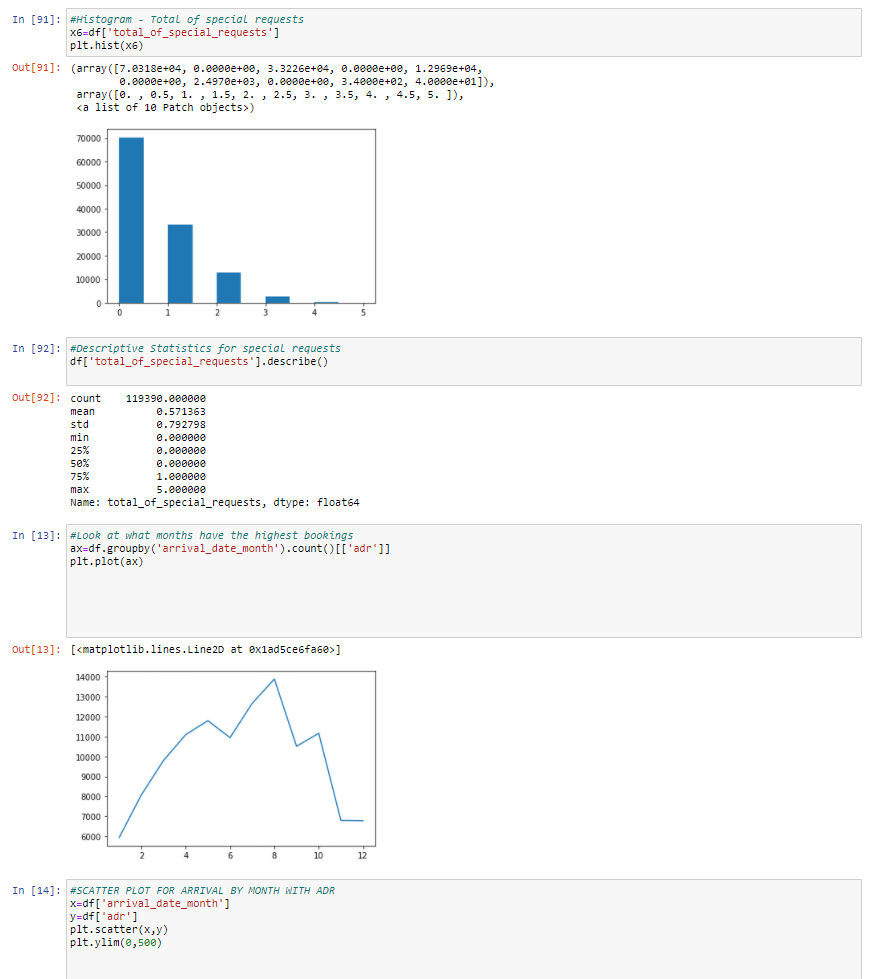 In [91]: #Histogram - Total of special requests
x6=df['total_of_special_requests']
plt.hist(x6)
Out[91]: (array([7.0318e+04, 0.0000e+00, 3.3226e+04, 0.0000e+00, 1.2969e+04,
0.0000e+00, 2.4970e+03, 0.0000e+00, 3.4000e+02, 4.0000e+01]),
array([0. , 0.5, 1. , 1.5, 2. , 2.5, 3. , 3.5, 4. , 4.5, 5. ]),
<a list of 10 Patch objects>)
70000
60000
50000
40000
30000
20000
10000
0
0 1 2 3 4 5
In [92]: #Descriptive Statistics for special requests
df['total_of_special_requests'].describe()
Out[92]: count 119390.000000
mean 0.571363
std 0.792798
min 0.000000
25% 0.000000
50% 0.000000
75% 1.000000
max 5.000000
Name: total_of_special_requests, dtype: float64
In [13]: #Look at what months have the highest bookings
ax=df.groupby('arrival_date_month').count()[['adr']]
plt.plot(ax)
Out[13]: [<matplotlib.lines.Line2D at 0x1ad5ce6fa60>]
14000
13000
12000
11000
10000
9000
8000
7000
6000
2 4 6 8 10 12
In [14]: #SCATTER PLOT FOR ARRIVAL BY MONTH WITH ADR
x=df['arrival_date_month']
y=df['adr']
plt.scatter(x,y)
plt.ylim(0,500)